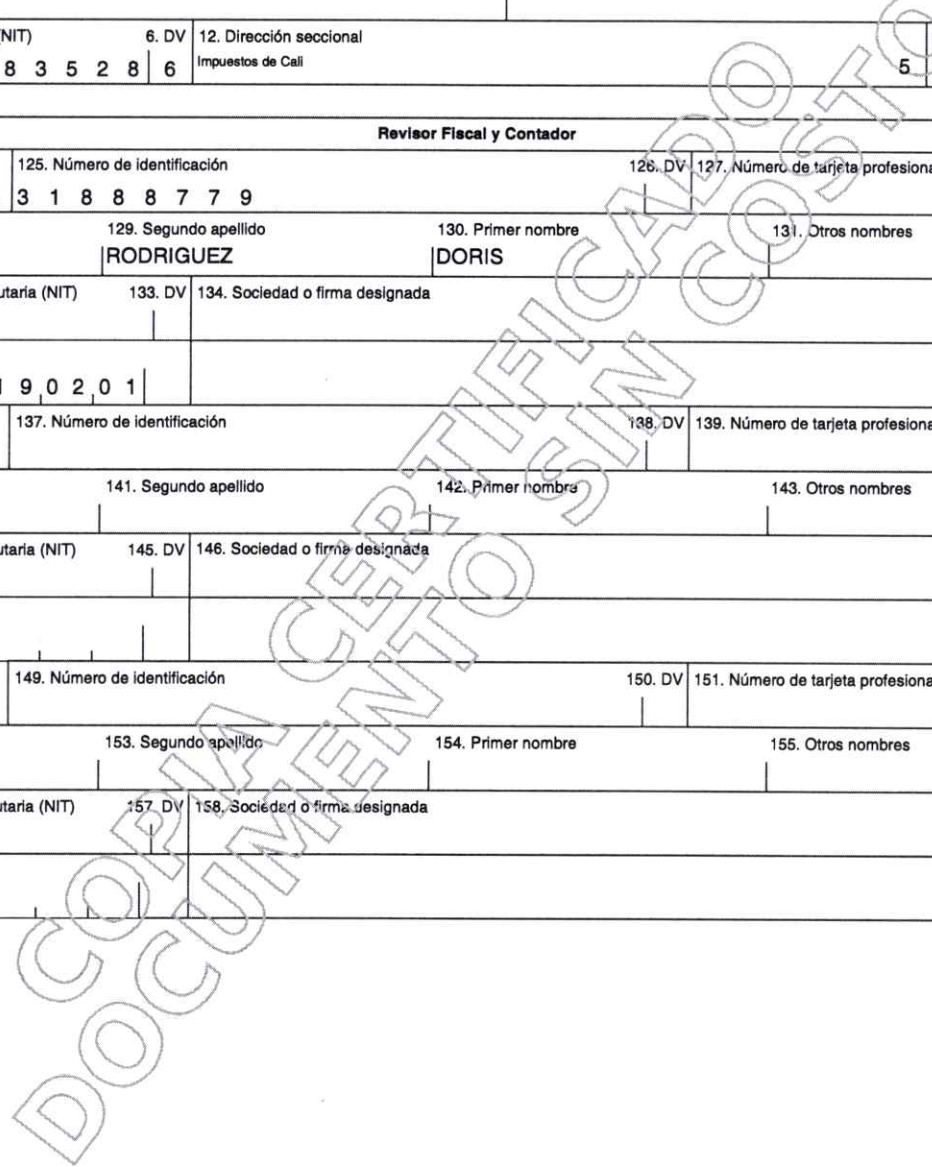 (NIT) 6. DV 12. Dirección seccional
8 3 5 2 8 6 Impuestos de Cali 5
Revisor Fiscal y Contador
125. Número de identificación 126. DV 127. Número de tarjeta profesiona
3 1 8 8 8 7 7 9
129. Segundo apellido 130. Primer nombre 131. Otros nombres
RODRIGUEZ DORIS
utaria (NIT) 133. DV 134. Sociedad o firma designada
1 9 0 2 0 1
137. Número de identificación 138. DV 139. Número de tarjeta profesiona
141. Segundo apellido 142. Primer nombre 143. Otros nombres
utaria (NIT) 145. DV 146. Sociedad o firma designada
149. Número de identificación 150. DV 151. Número de tarjeta profesiona
153. Segundo apellido 154. Primer nombre 155. Otros nombres
utaria (NIT) 157. DV 158. Sociedad o firma designada
COPIA CERTIFICADO
DOCUMENTO SIN COSTO